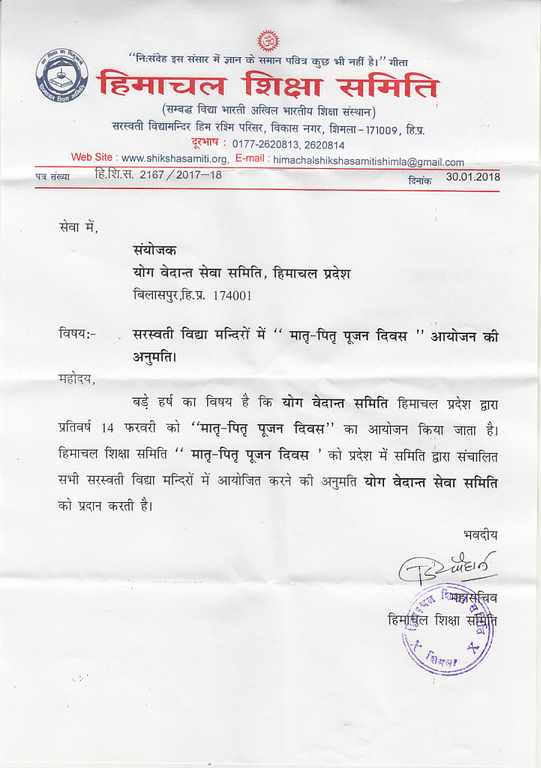 "नि:संदेह इस संसार में ज्ञान के समान पवित्र कुछ भी नहीं है।" गीता
हिमाचल शिक्षा समिति
(सम्बद्ध विद्या भारती अखिल भारतीय शिक्षा संस्थान)
सरस्वती विद्यामन्दिर हिम रश्मि परिसर, विकास नगर, शिमला-171009, हि.प्र.
दूरभाष : 0177-2620813, 2620814
Web Site : www.shikshasamiti.org, E-mail : himachalshikshasamitishimla@gmail.com
पत्र संख्या हि.शि.स. 2167/2017-18 दिनांक 30.01.2018
सेवा में,
संयोजक
योग वेदान्त सेवा समिति, हिमाचल प्रदेश
बिलासपुर,हि.प्र. 174001
विषय:- सरस्वती विद्या मन्दिरों में '' मातृ-पितृ पूजन दिवस '' आयोजन की
अनुमति।
महोदय,
बड़े हर्ष का विषय है कि योग वेदान्त समिति हिमाचल प्रदेश द्वारा
प्रतिवर्ष 14 फरवरी को ''मातृ-पितृ पूजन दिवस'' का आयोजन किया जाता है।
हिमाचल शिक्षा समिति '' मातृ-पितृ पूजन दिवस ' को प्रदेश में समिति द्वारा संचालित
सभी सरस्वती विद्या मन्दिरों में आयोजित करने की अनुमति योग वेदान्त सेवा समिति
को प्रदान करती है।
भवदीय
महासचिव
हिमाचल शिक्षा समिति
हिमाचल शिक्षा समिति
शिमला